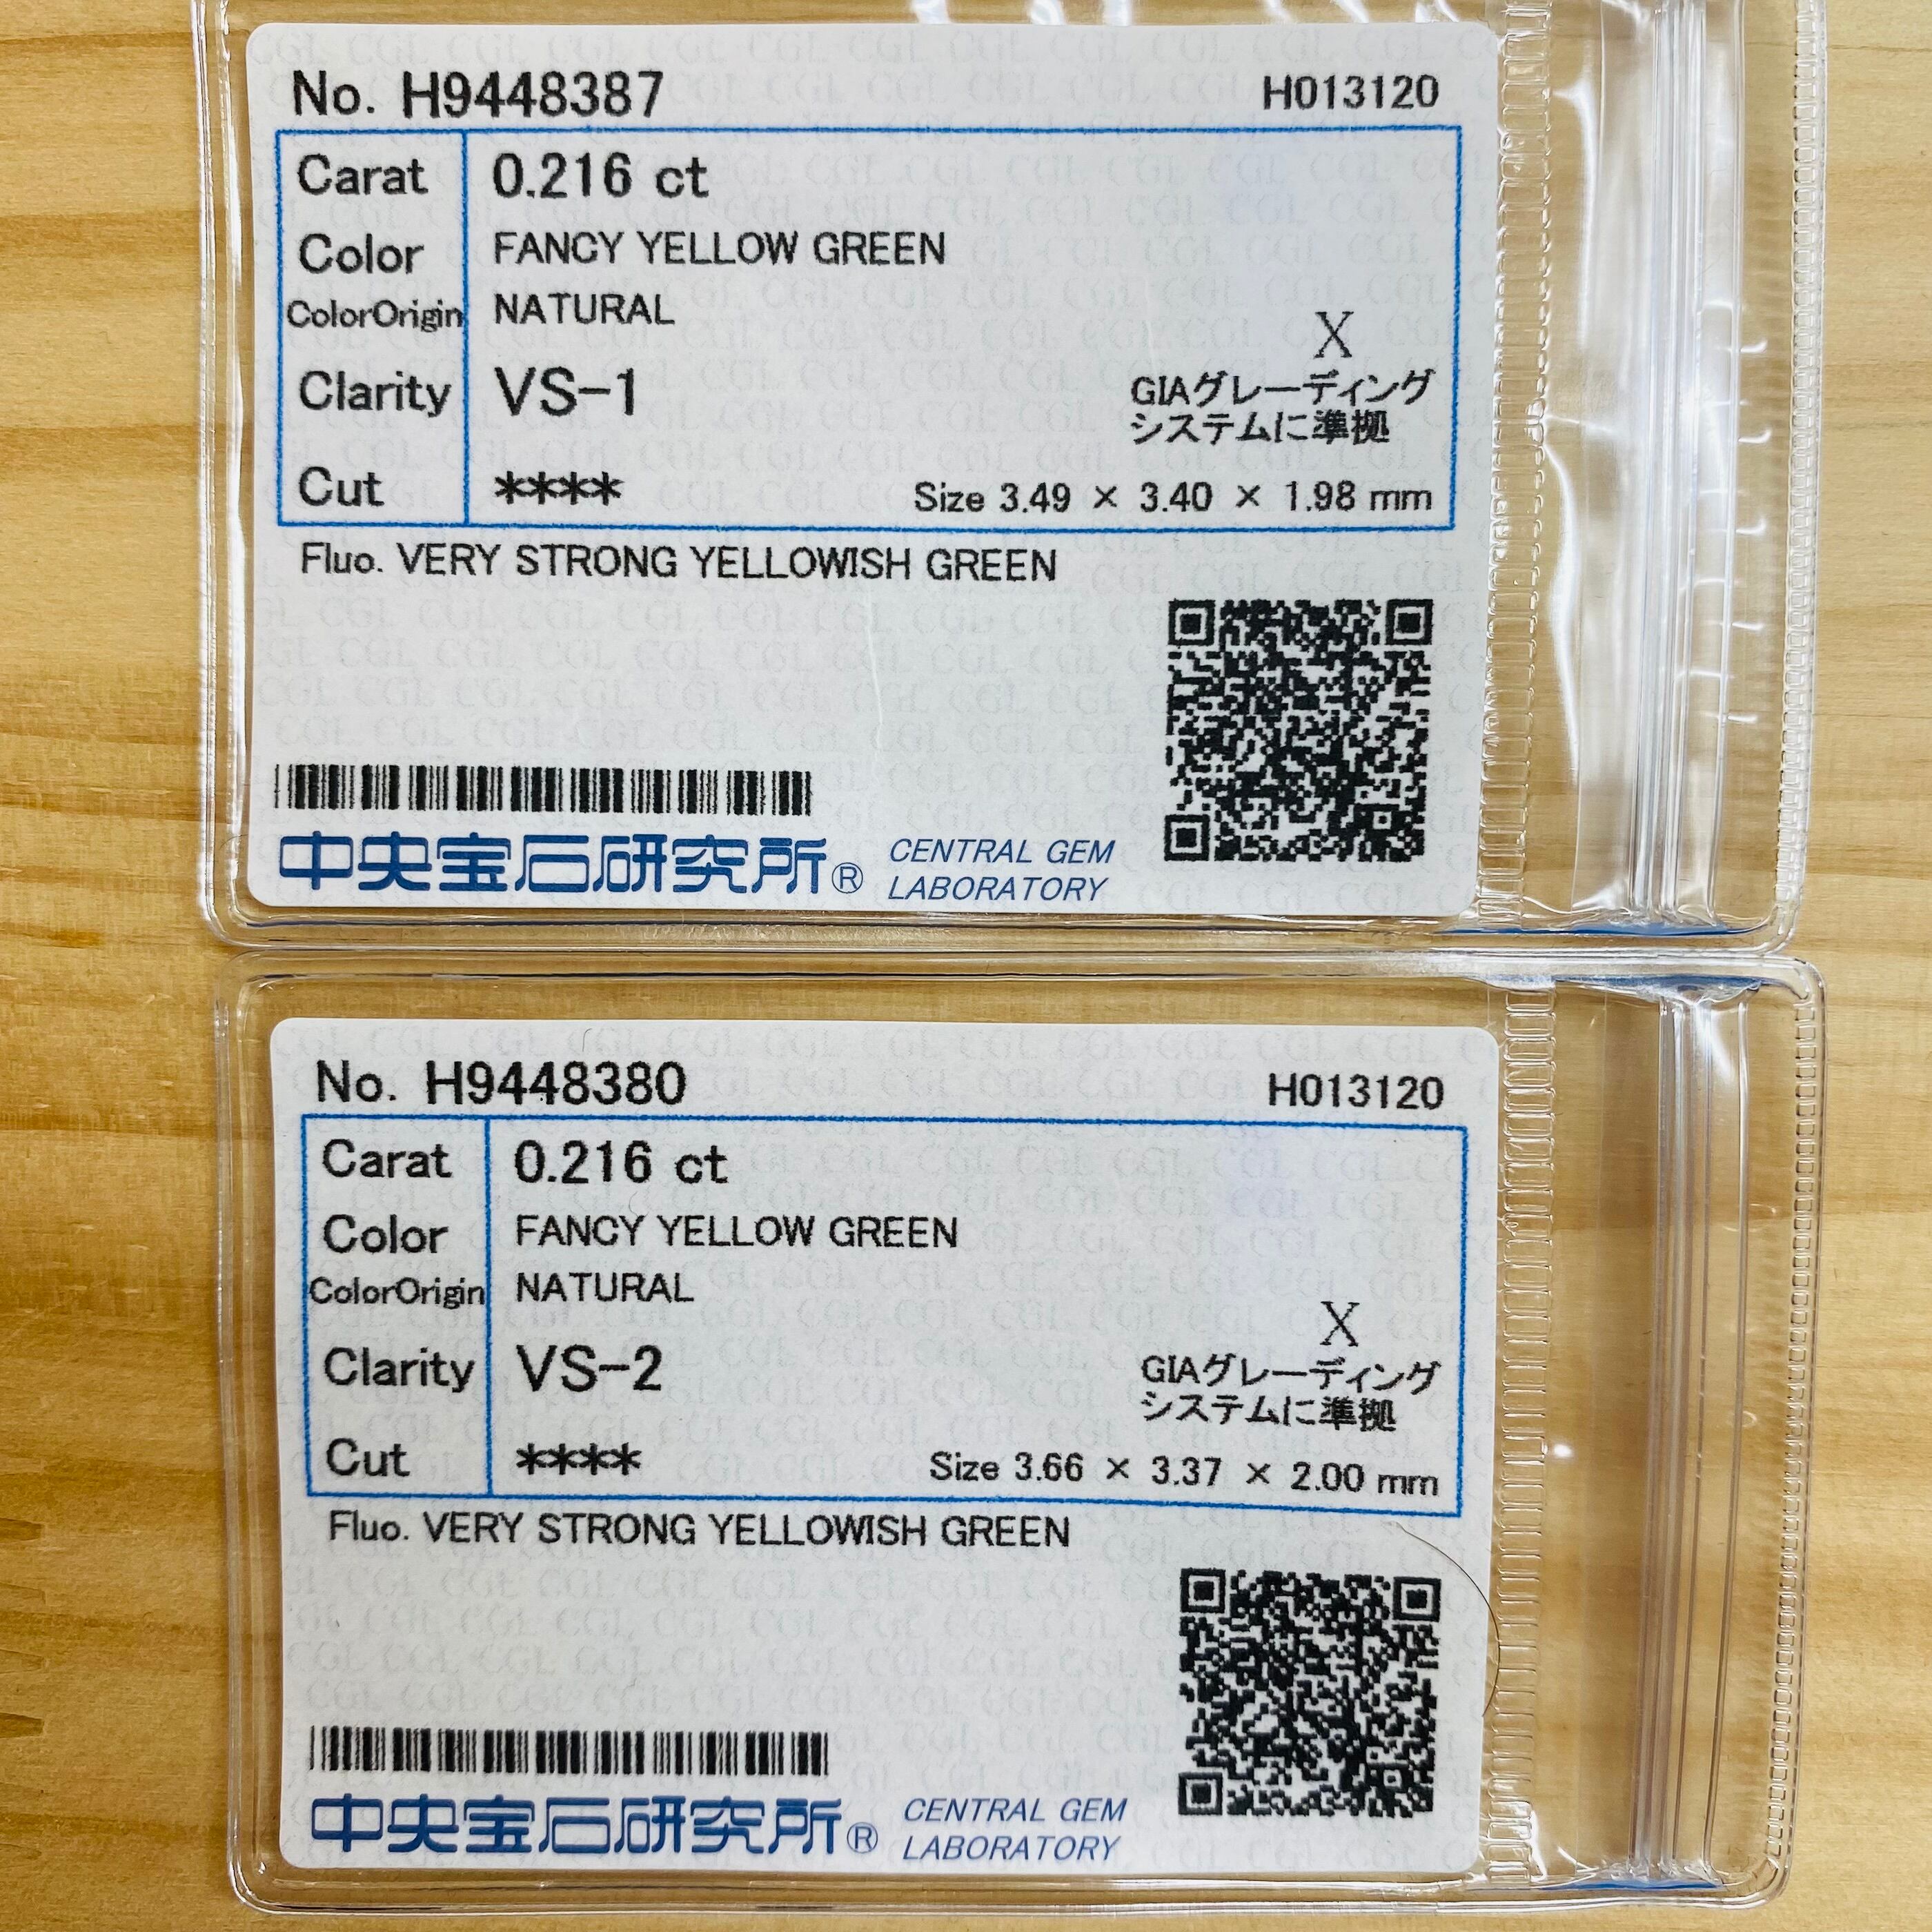 No. H9448387 H013120
Carat 0.216 ct
Color FANCY YELLOW GREEN
ColorOrigin NATURAL
X
Clarity VS-1 GIAグレーディング
システムに準拠
Cut **** Size 3.49 × 3.40 × 1.98 mm
Fluo. VERY STRONG YELLOWISH GREEN
中央宝石研究所® CENTRAL GEM
LABORATORY
No. H9448380 H013120
Carat 0.216 ct
Color FANCY YELLOW GREEN
ColorOrigin NATURAL
X
Clarity VS-2 GIAグレーディング
システムに準拠
Cut **** Size 3.66 × 3.37 × 2.00 mm
Fluo. VERY STRONG YELLOWISH GREEN
中央宝石研究所® CENTRAL GEM
LABORATORY